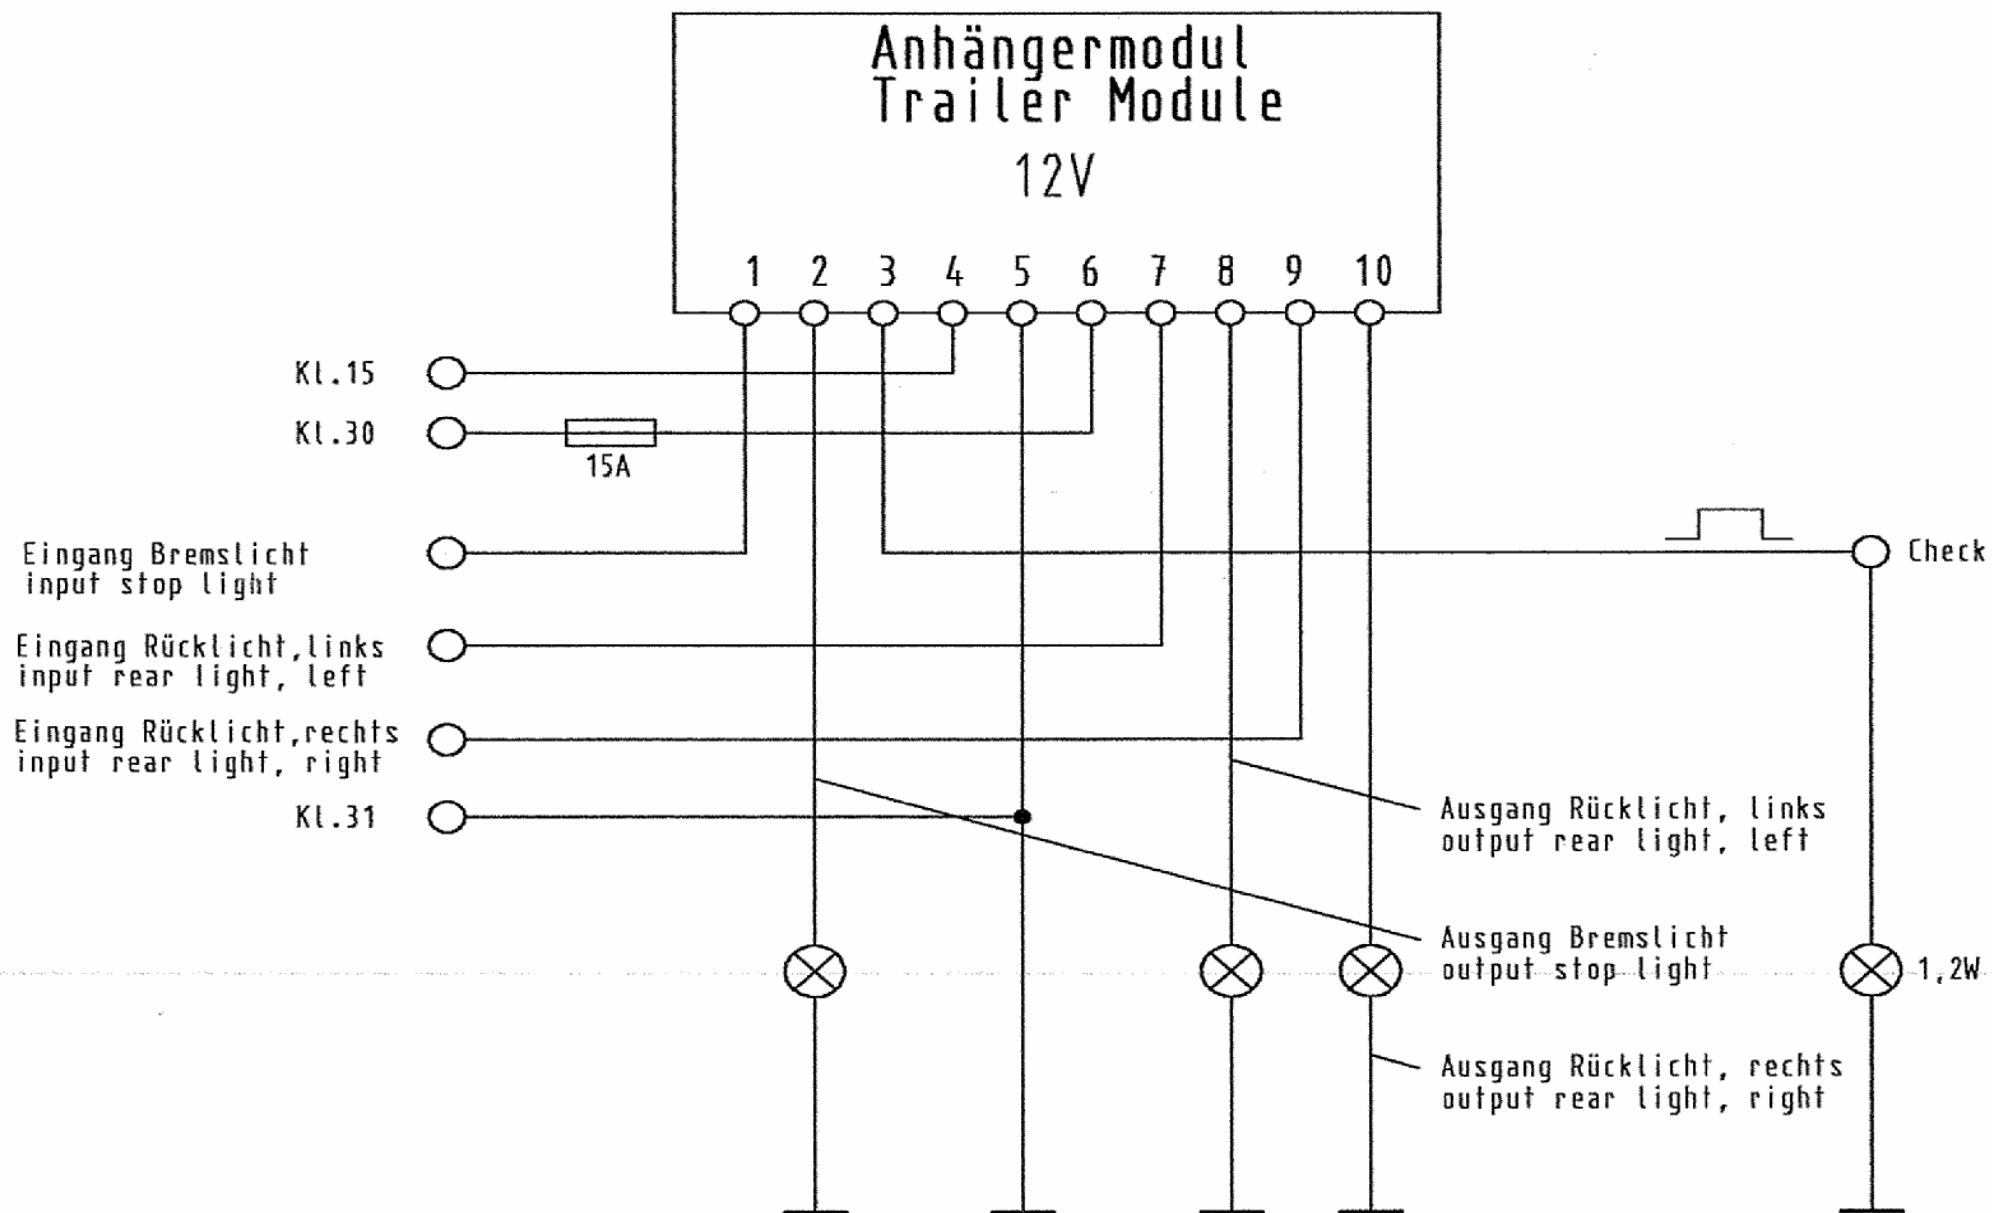 Anhängermodul
Trailer Module
12V
1 2 3 4 5 6 7 8 9 10
Kl.15
Kl.30
15A
Eingang Bremslicht
input stop light
Check
Eingang Rücklicht,links
input rear light, left
Eingang Rücklicht,rechts
input rear light, right
Kl.31
Ausgang Rücklicht, links
output rear light, left
Ausgang Bremslicht
output stop light
1,2W
Ausgang Rücklicht, rechts
output rear light, right